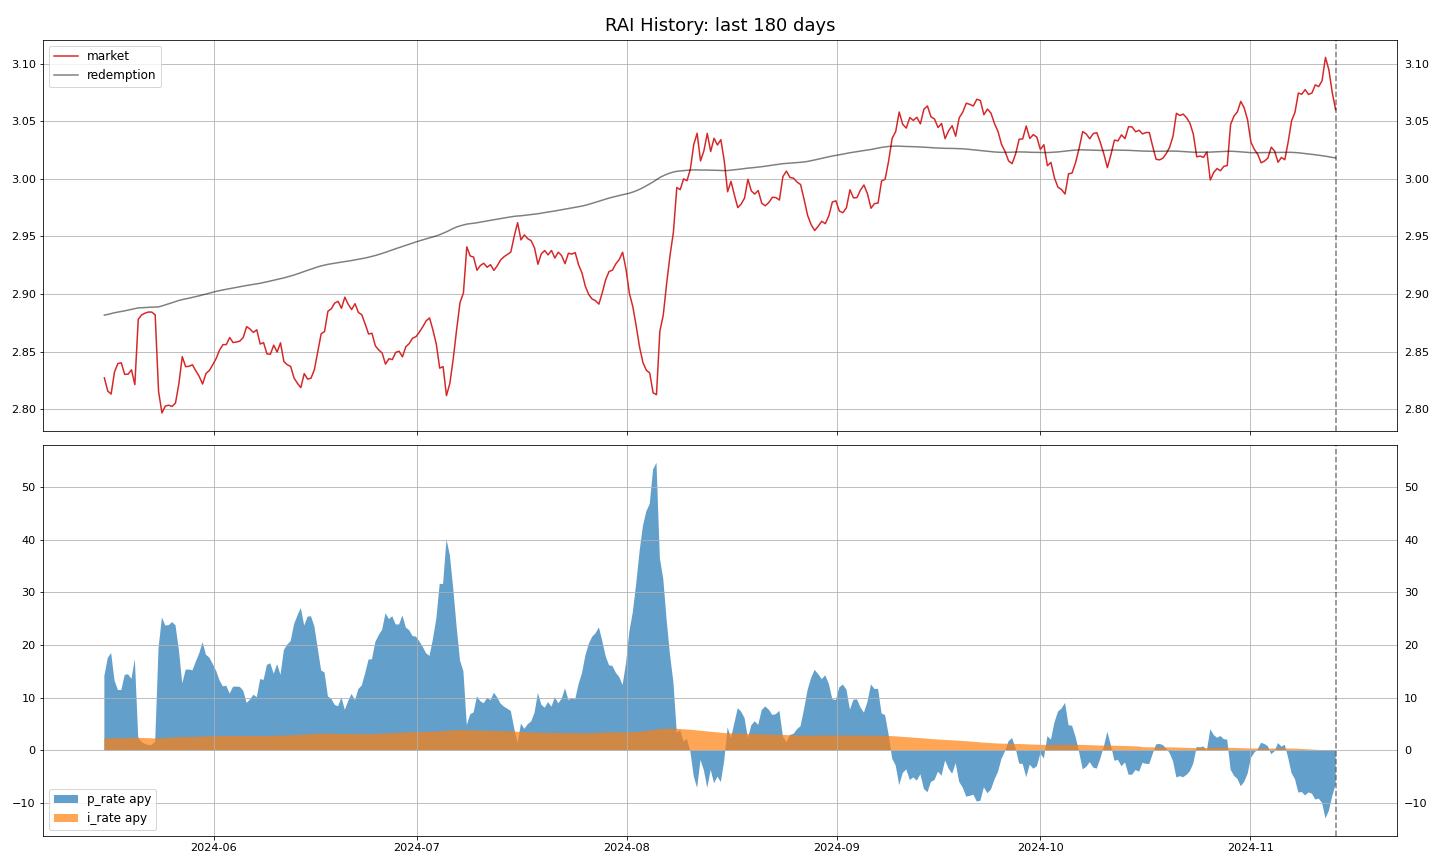 RAI History: last 180 days
market
redemption
3.10 3.10
3.05 3.05
3.00 3.00
2.95 2.95
2.90 2.90
2.85 2.85
2.80 2.80
50 50
40 40
30 30
20 20
10 10
0 0
−10 −10
p_rate apy
i_rate apy
2024-06 2024-07 2024-08 2024-09 2024-10 2024-11